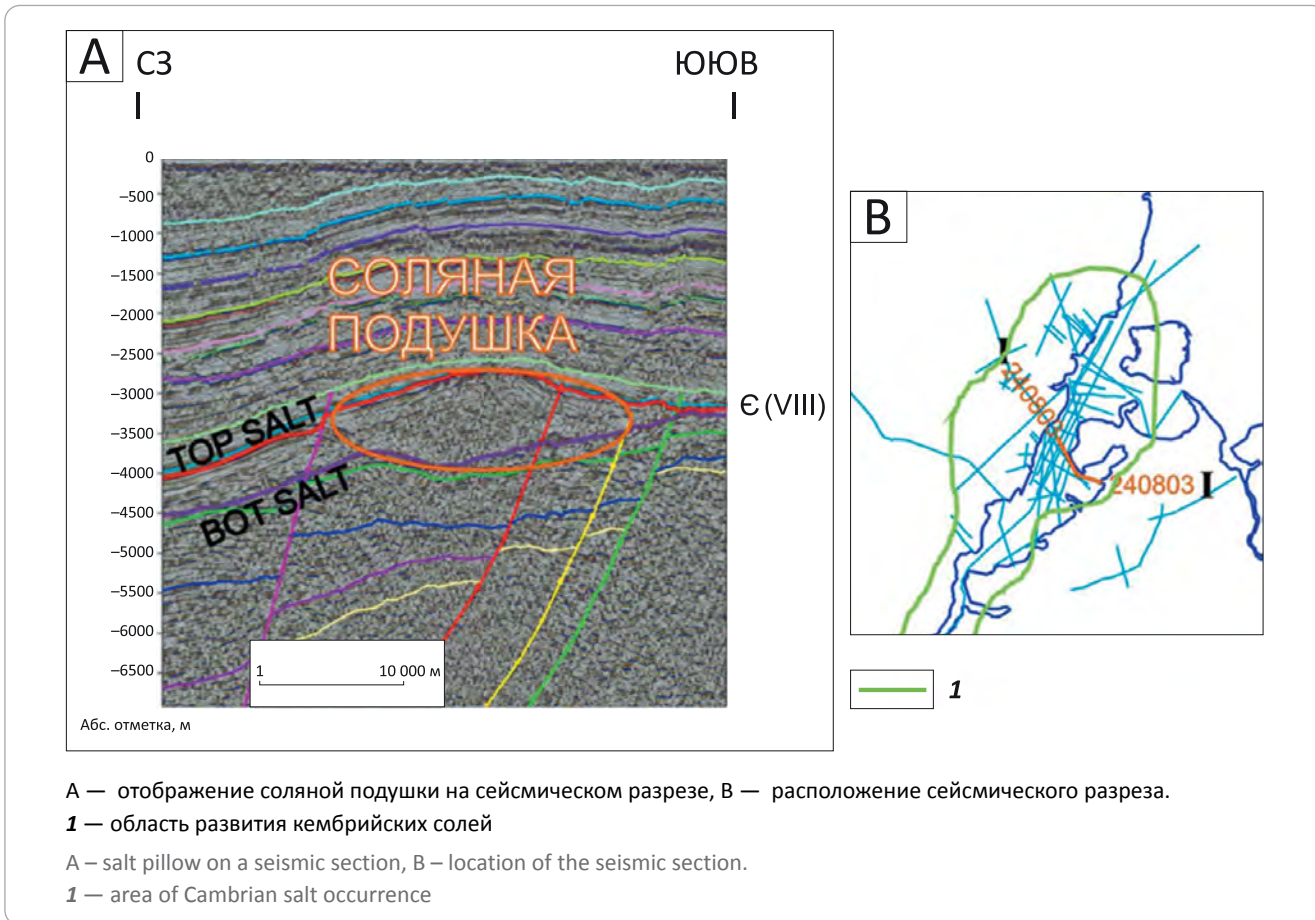 A
СЗ
ЮЮВ
I
I
0
−500
−1000
−1500
−2000
−2500
−3000
−3500
−4000
−4500
−5000
−5500
−6000
−6500
СОЛЯНАЯ
ПОДУШКА
TOP SALT
BOT SALT
Є (VIII)
1
10 000 м
Абс. отметка, м
B
I
240803
240803
I
1
А — отображение соляной подушки на сейсмическом разрезе, В — расположение сейсмического разреза.
1 — область развития кембрийских солей
A – salt pillow on a seismic section, B – location of the seismic section.
1 — area of Cambrian salt occurrence